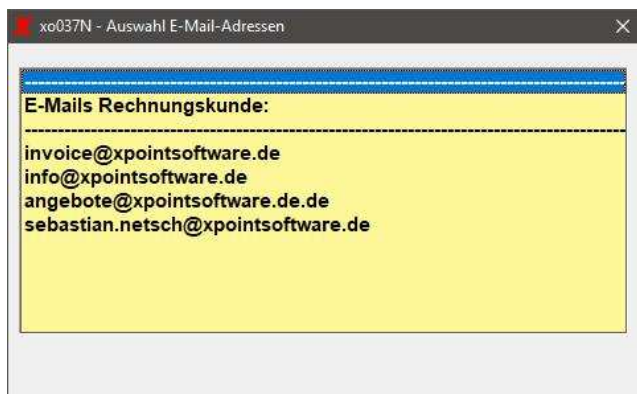 xo037N - Auswahl E-Mail-Adressen
--------------------------------------------------------------------------------
E-Mails Rechnungskunde:
--------------------------------------------------------------------------------
invoice@xpointsoftware.de
info@xpointsoftware.de
angebote@xpointsoftware.de.de
sebastian.netsch@xpointsoftware.de